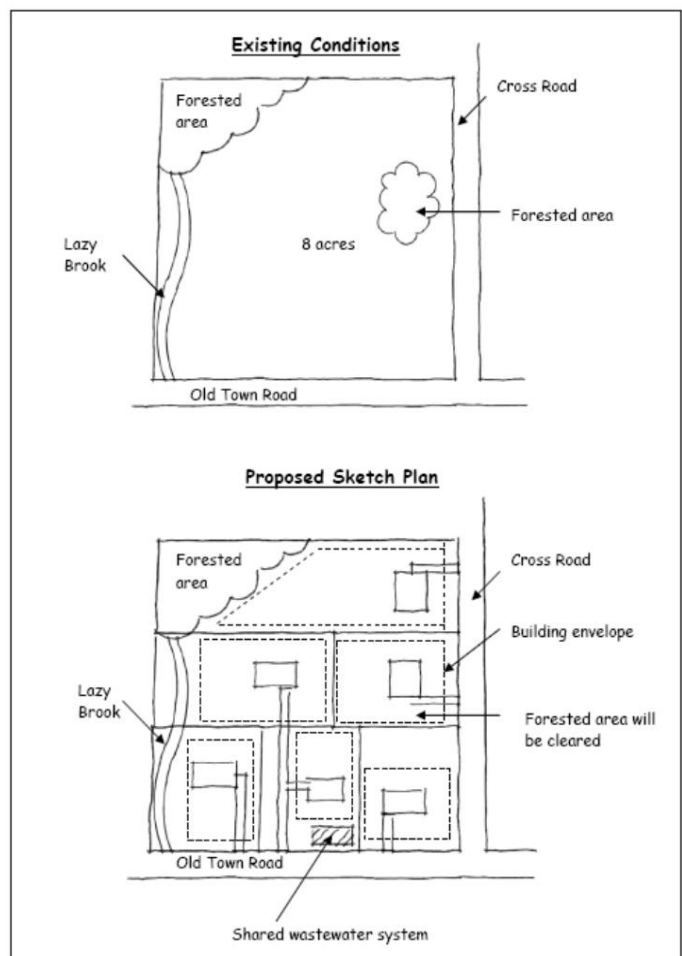 Existing Conditions
Forested
area
Cross Road
Forested area
8 acres
Lazy
Brook
Old Town Road
Proposed Sketch Plan
Forested
area
Cross Road
Building envelope
Lazy
Brook
Forested area will
be cleared
Old Town Road
Shared wastewater system